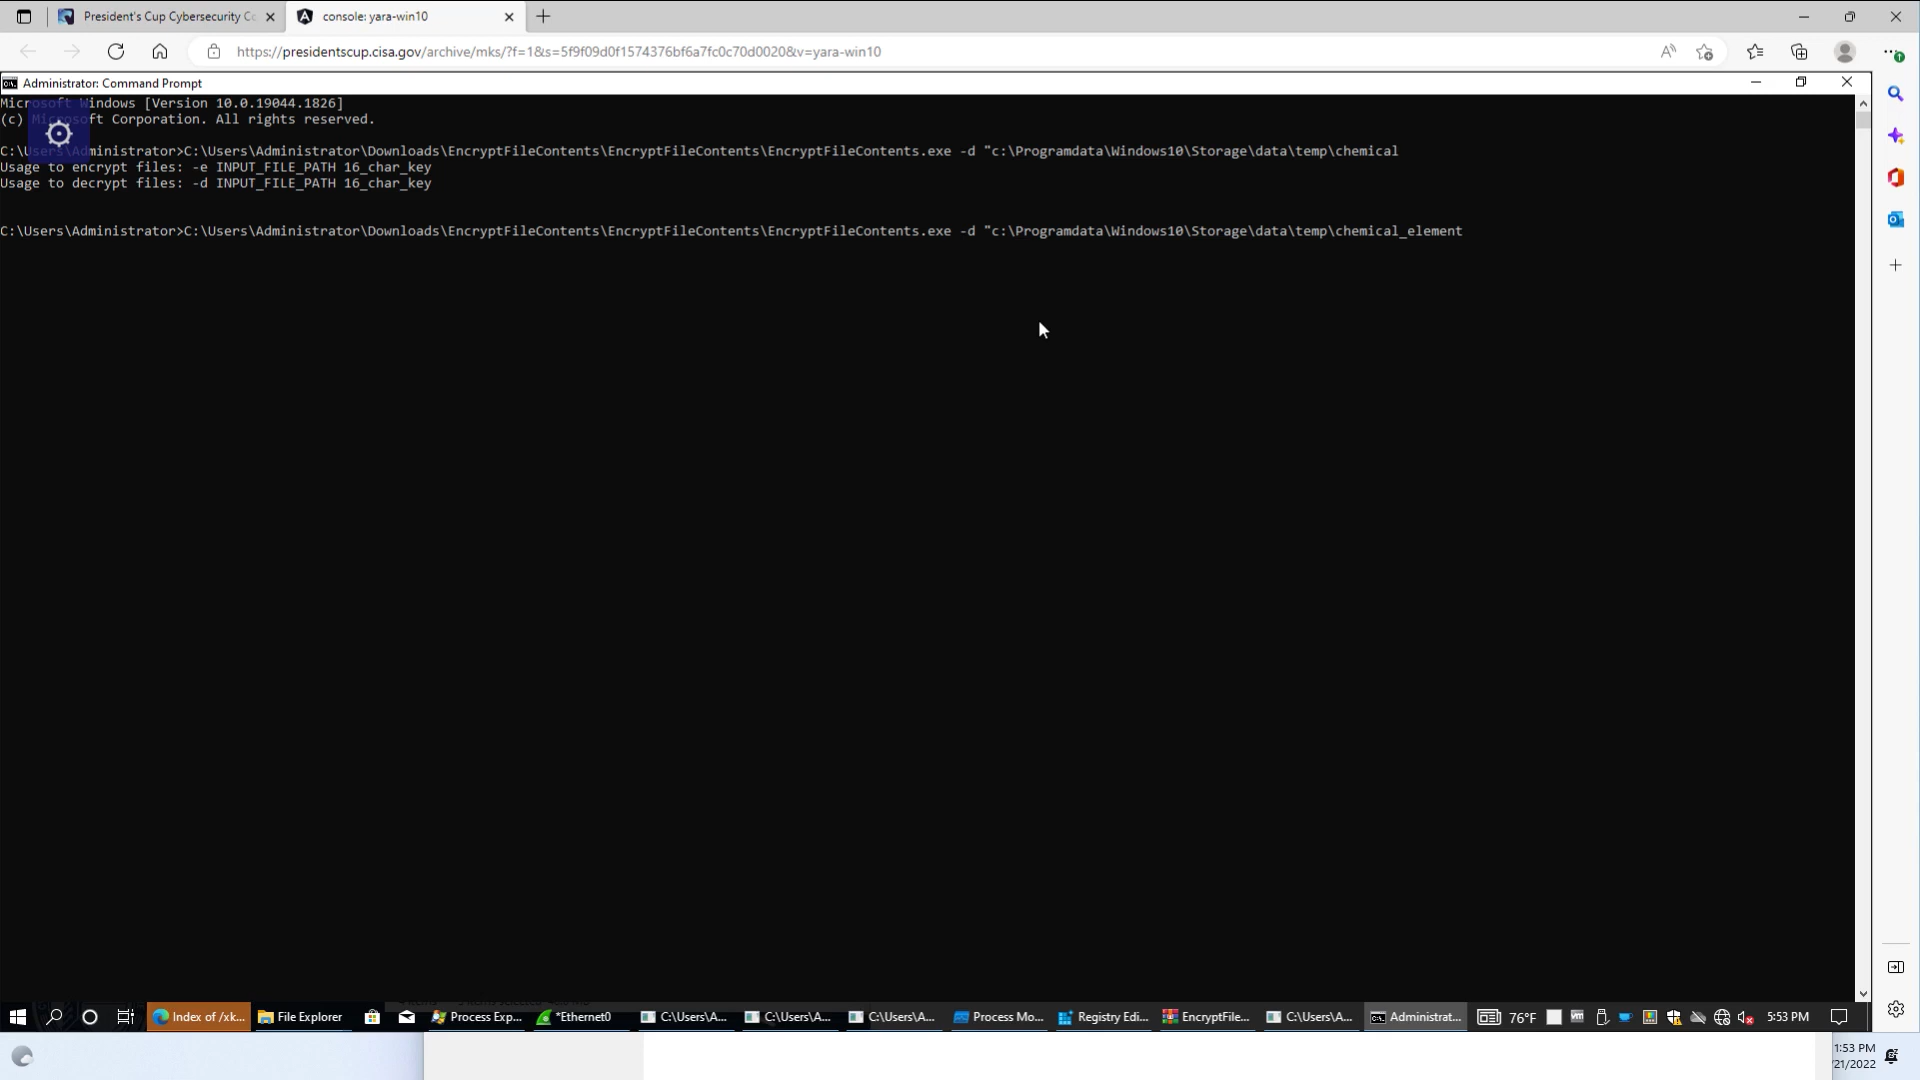 President's Cup Cybersecurity Co
console: yara-win10
https://presidentscup.cisa.gov/archive/mks/?f=1&s=5f9f09d0f1574376bf6a7fc0c70d0020&v=yara-win10
Administrator: Command Prompt
Microsoft Windows [Version 10.0.19044.1826]
(c) Microsoft Corporation. All rights reserved.
C:\Users\Administrator>C:\Users\Administrator\Downloads\EncryptFileContents\EncryptFileContents\EncryptFileContents.exe -d "c:\Programdata\Windows10\Storage\data\temp\chemical
Usage to encrypt files: -e INPUT_FILE_PATH 16_char_key
Usage to decrypt files: -d INPUT_FILE_PATH 16_char_key
C:\Users\Administrator>C:\Users\Administrator\Downloads\EncryptFileContents\EncryptFileContents\EncryptFileContents.exe -d "c:\Programdata\Windows10\Storage\data\temp\chemical_element
Index of /xk...
File Explorer
Process Exp...
*Ethernet0
C:\Users\A...
C:\Users\A...
C:\Users\A...
Process Mo...
Registry Edi...
EncryptFile...
C:\Users\A...
Administrat...
76°F
5:53 PM
1:53 PM
/21/2022